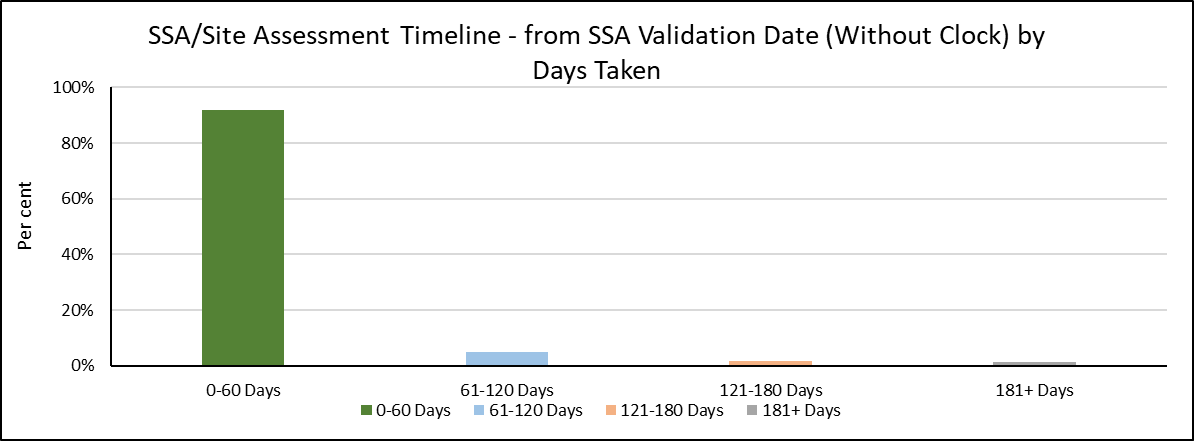 SSA/Site Assessment Timeline - from SSA Validation Date (Without Clock) by
Days Taken
100%
80%
60%
40%
20%
0%
Per cent
0-60 Days
61-120 Days
121-180 Days
181+ Days
0-60 Days
61-120 Days
121-180 Days
181+ Days